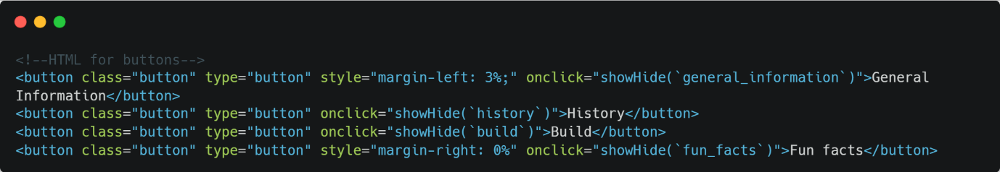 <!--HTML for buttons-->
<button class="button" type="button" style="margin-left: 3%;" onclick="showHide(`general_information`)">General
Information</button>
<button class="button" type="button" onclick="showHide(`history`)">History</button>
<button class="button" type="button" onclick="showHide(`build`)">Build</button>
<button class="button" type="button" style="margin-right: 0%" onclick="showHide(`fun_facts`)">Fun facts</button>